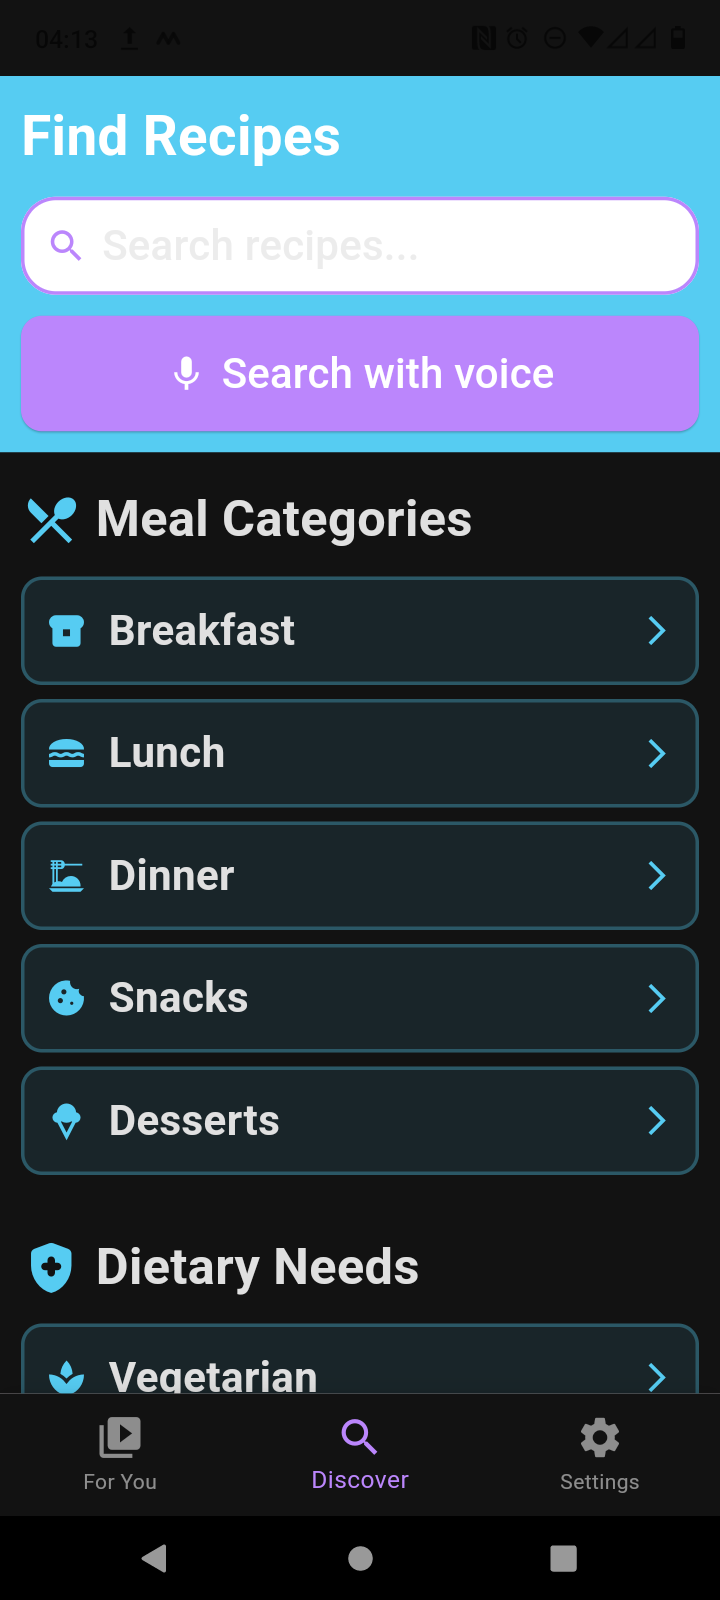 04:13
Find Recipes
Search recipes...
Search with voice
Meal Categories
Breakfast
Lunch
Dinner
Snacks
Desserts
Dietary Needs
Vegetarian
For You
Discover
Settings